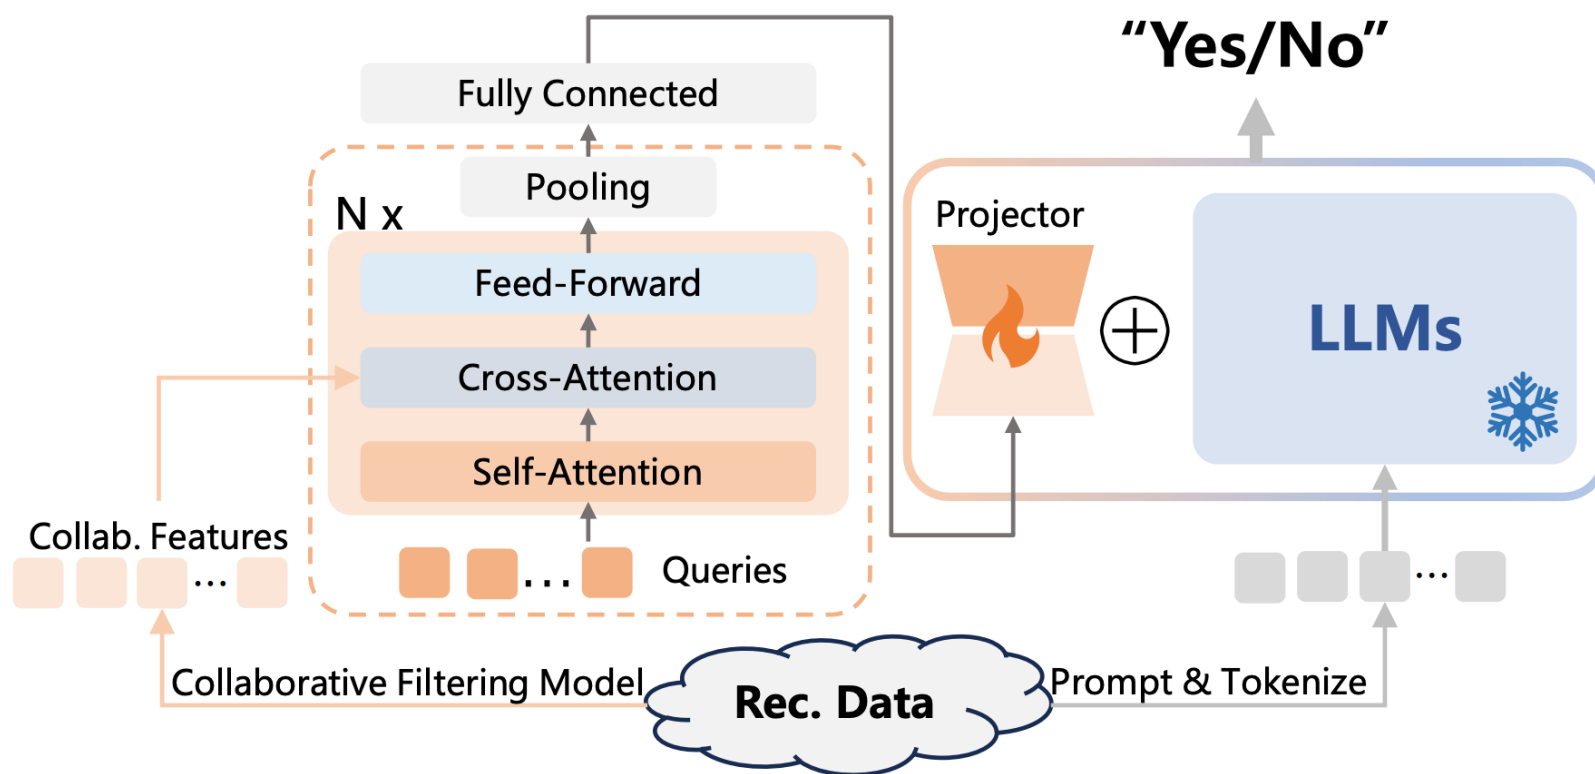 “Yes/No”
Fully Connected
Pooling
N x
Projector
Feed-Forward
LLMs
Cross-Attention
Self-Attention
Collab. Features
...
... Queries
...
Collaborative Filtering Model
Rec. Data
Prompt & Tokenize